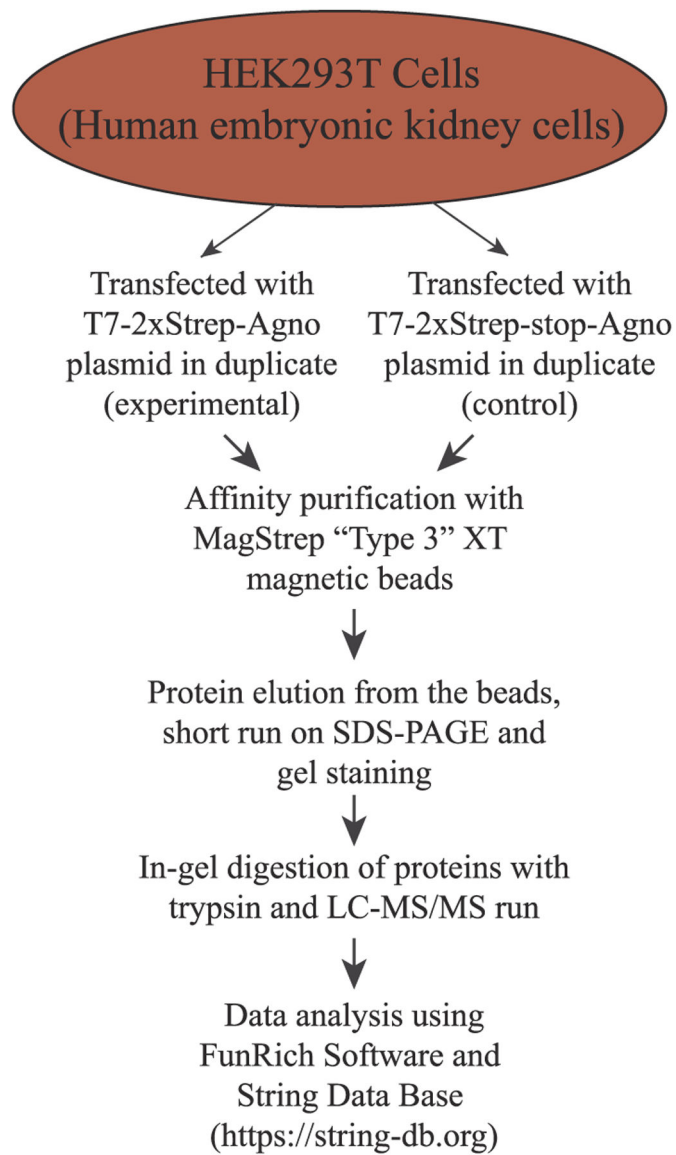 HEK293T Cells
(Human embryonic kidney cells)
Transfected with
T7-2xStrep-Agno
plasmid in duplicate
(experimental)
Transfected with
T7-2xStrep-stop-Agno
plasmid in duplicate
(control)
Affinity purification with
MagStrep “Type 3” XT
magnetic beads
Protein elution from the beads,
short run on SDS-PAGE and
gel staining
In-gel digestion of proteins with
trypsin and LC-MS/MS run
Data analysis using
FunRich Software and
String Data Base
(https://string-db.org)